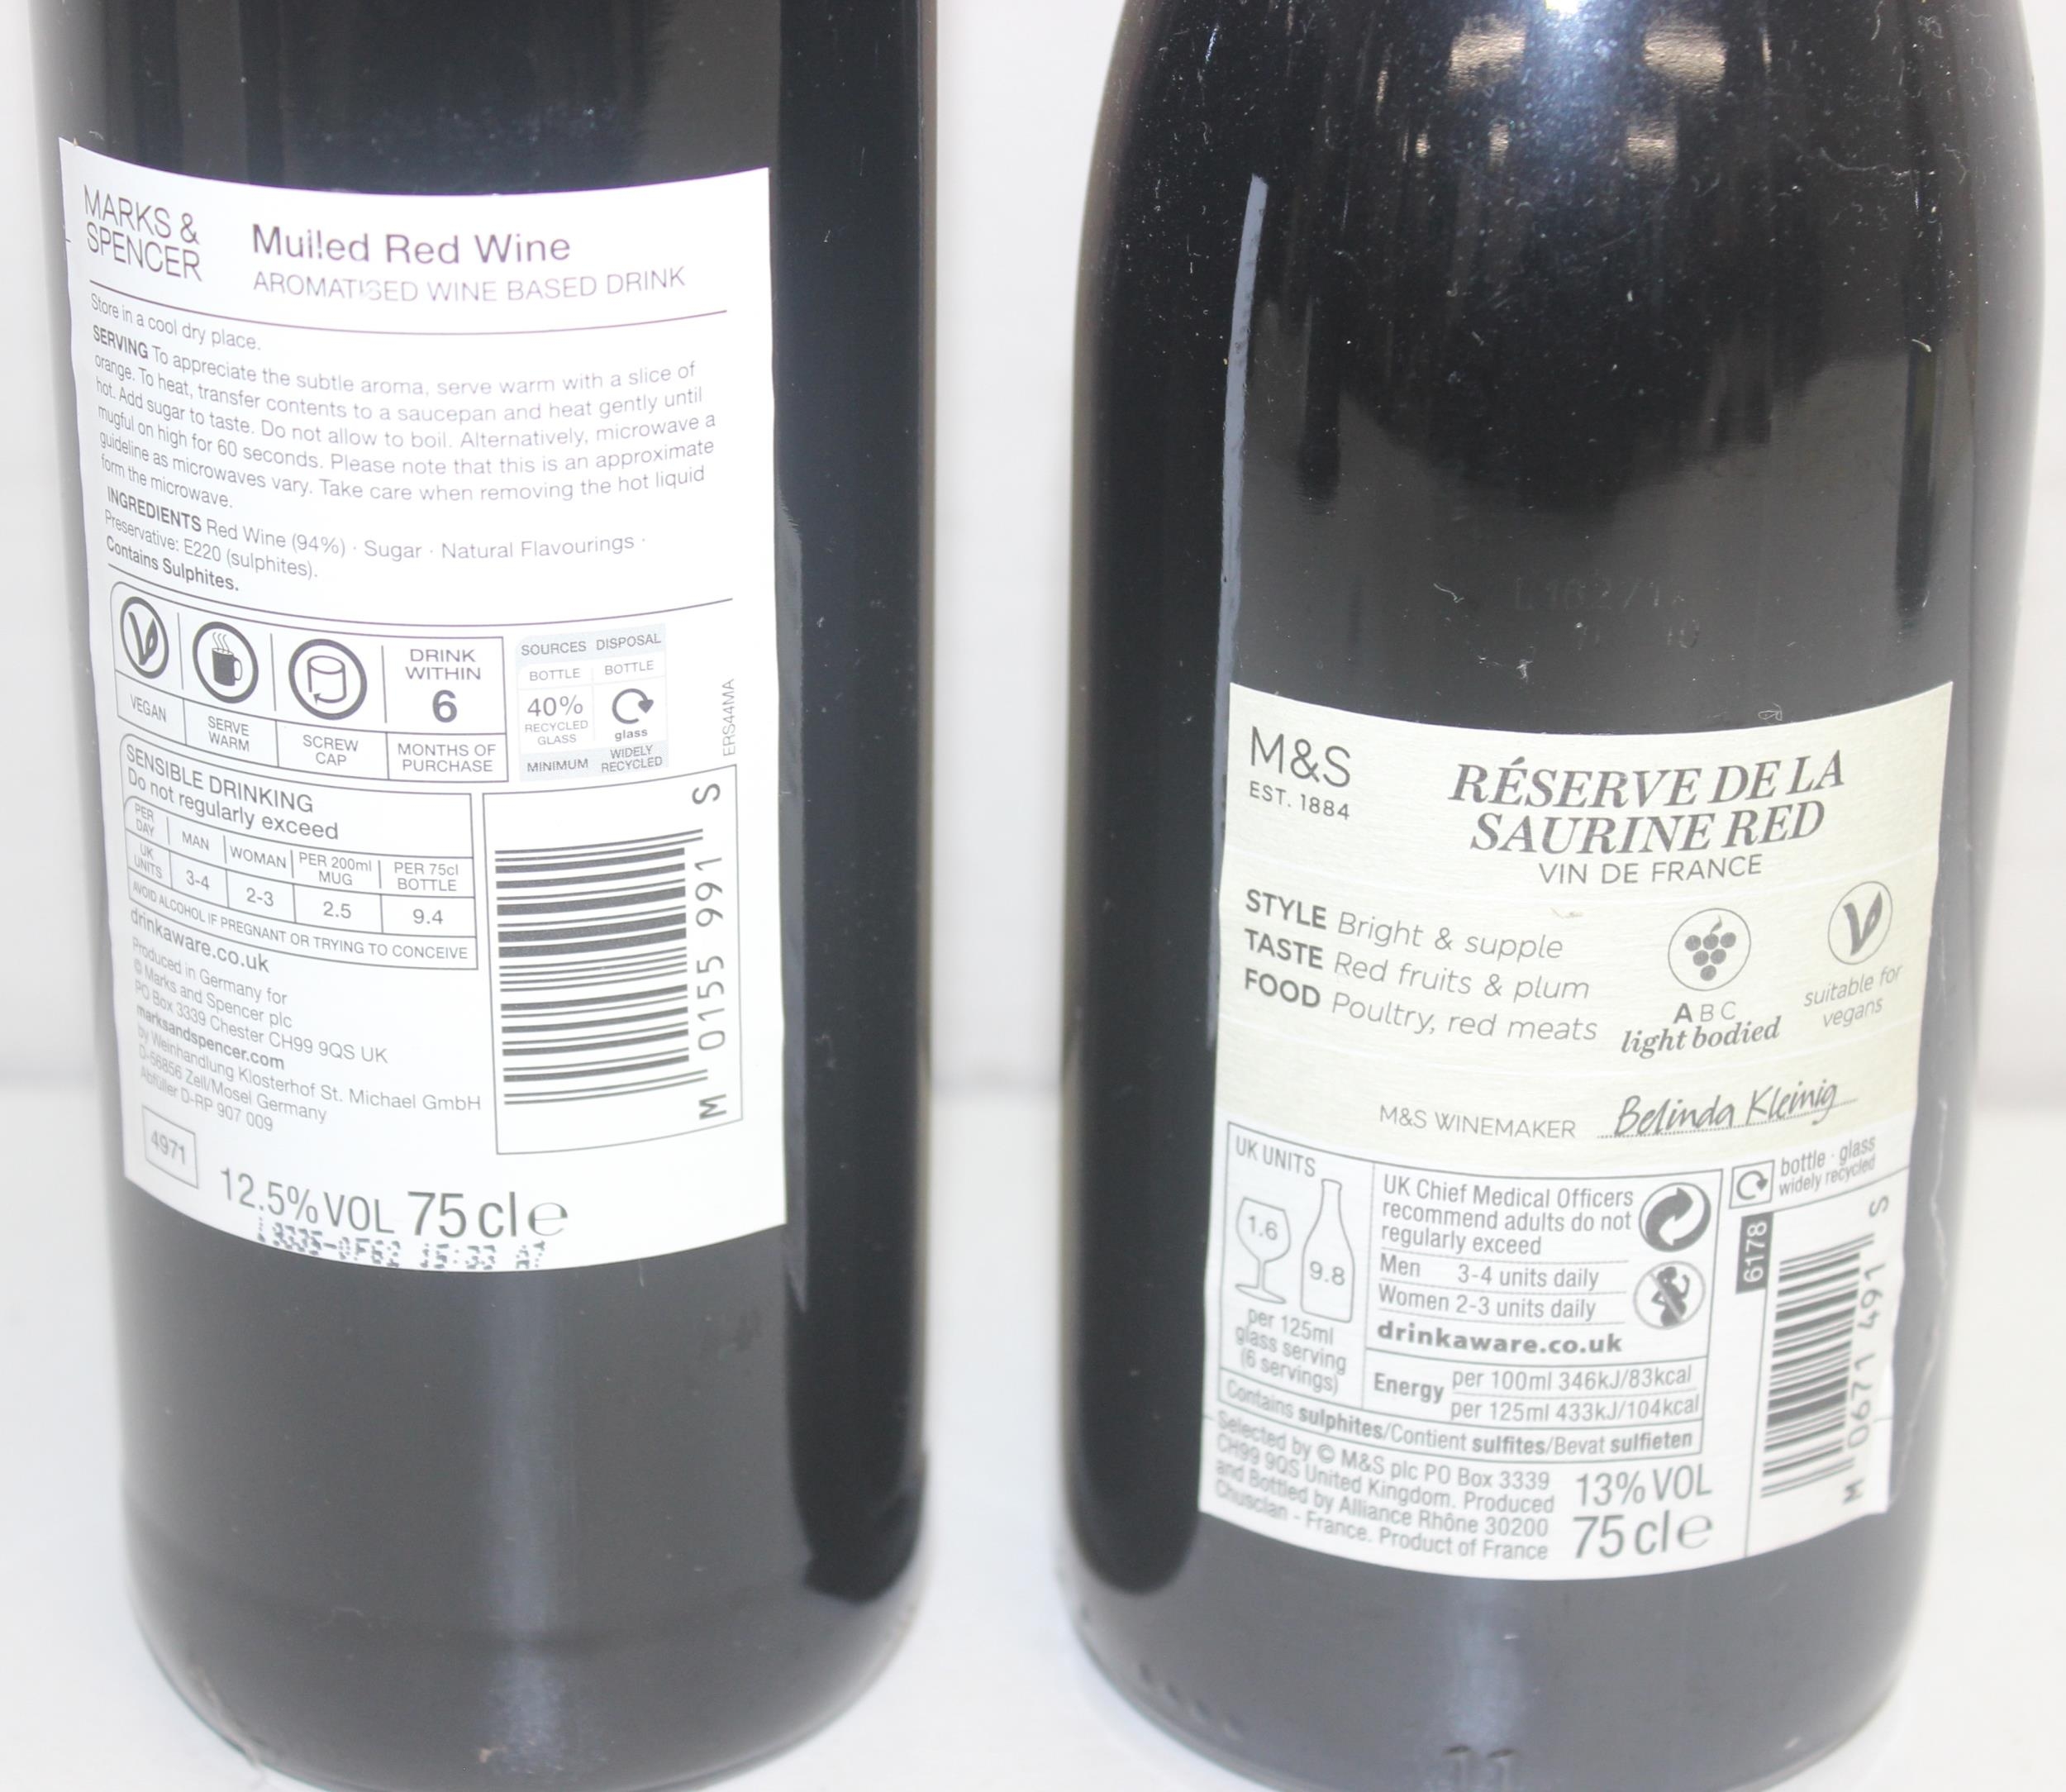 MARKS &
SPENCER
Mulled Red Wine
AROMATISED WINE BASED DRINK
Store in a cool dry place.
SERVING To appreciate the subtle aroma, serve warm with a slice of
orange. To heat, transfer contents to a saucepan and heat gently until
hot. Add sugar to taste. Do not allow to boil. Alternatively, microwave a
mugful on high for 60 seconds. Please note that this is an approximate
guideline as microwaves vary. Take care when removing the hot liquid
form the microwave.
INGREDIENTS Red Wine (94%) · Sugar · Natural Flavourings ·
Preservative: E220 (sulphites).
Contains Sulphites.
VEGAN
SERVE
WARM
SCREW
CAP
DRINK
WITHIN
6
MONTHS OF
PURCHASE
SOURCES DISPOSAL
BOTTLE BOTTLE
40%
RECYCLED
GLASS
glass
MINIMUM
WIDELY
RECYCLED
ERS44MA
SENSIBLE DRINKING
Do not regularly exceed
PER
DAY
MAN
WOMAN
PER 200ml
MUG
PER 75cl
BOTTLE
UK
UNITS
3-4
2-3
2.5
9.4
AVOID ALCOHOL IF PREGNANT OR TRYING TO CONCEIVE
drinkaware.co.uk
Produced in Germany for
© Marks and Spencer plc
PO Box 3339 Chester CH99 9QS UK
marksandspencer.com
by Weinhandlung Klosterhof St. Michael GmbH
D-56856 Zell/Mosel Germany
Abfüller D-RP 907 009
4971
M 0155 991 S
12.5%VOL 75cl e
15:33
M&S
EST. 1884
RÉSERVE DE LA
SAURINE RED
VIN DE FRANCE
STYLE Bright & supple
TASTE Red fruits & plum
FOOD Poultry, red meats
A B C
light bodied
suitable for
vegans
M&S WINEMAKER Belinda Kleinig
UK UNITS
1.6
9.8
per 125ml
glass serving
(6 servings)
UK Chief Medical Officers
recommend adults do not
regularly exceed
Men 3-4 units daily
Women 2-3 units daily
drinkaware.co.uk
Energy
per 100ml 346kJ/83kcal
per 125ml 433kJ/104kcal
bottle · glass
widely recycled
6178
M 0671 491 S
Contains sulphites/Contient sulfites/Bevat sulfieten
Selected by © M&S plc PO Box 3339
CH99 9QS United Kingdom. Produced
and Bottled by Alliance Rhône 30200
Chusclan - France. Product of France
13%VOL
75cl e
11